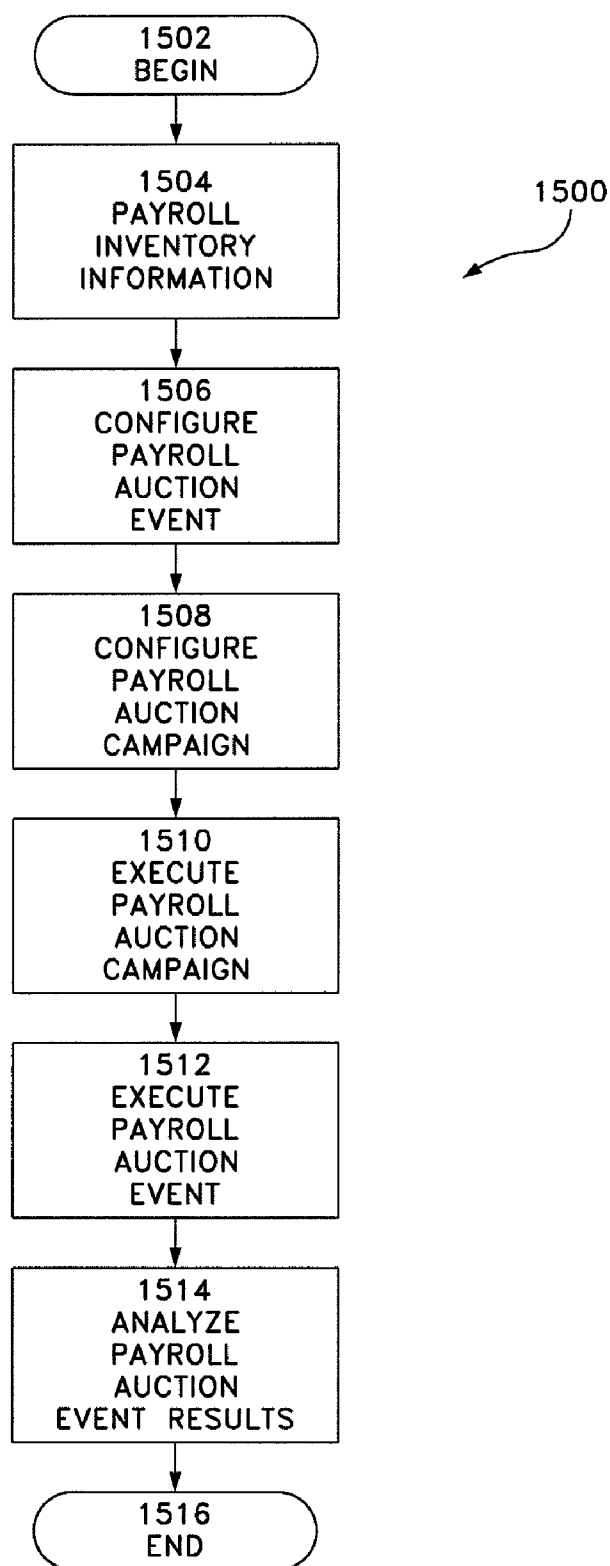 1502
BEGIN
1504
PAYROLL
INVENTORY
INFORMATION
1500
1506
CONFIGURE
PAYROLL
AUCTION
EVENT
1508
CONFIGURE
PAYROLL
AUCTION
CAMPAIGN
1510
EXECUTE
PAYROLL
AUCTION
CAMPAIGN
1512
EXECUTE
PAYROLL
AUCTION
EVENT
1514
ANALYZE
PAYROLL
AUCTION
EVENT RESULTS
1516
END